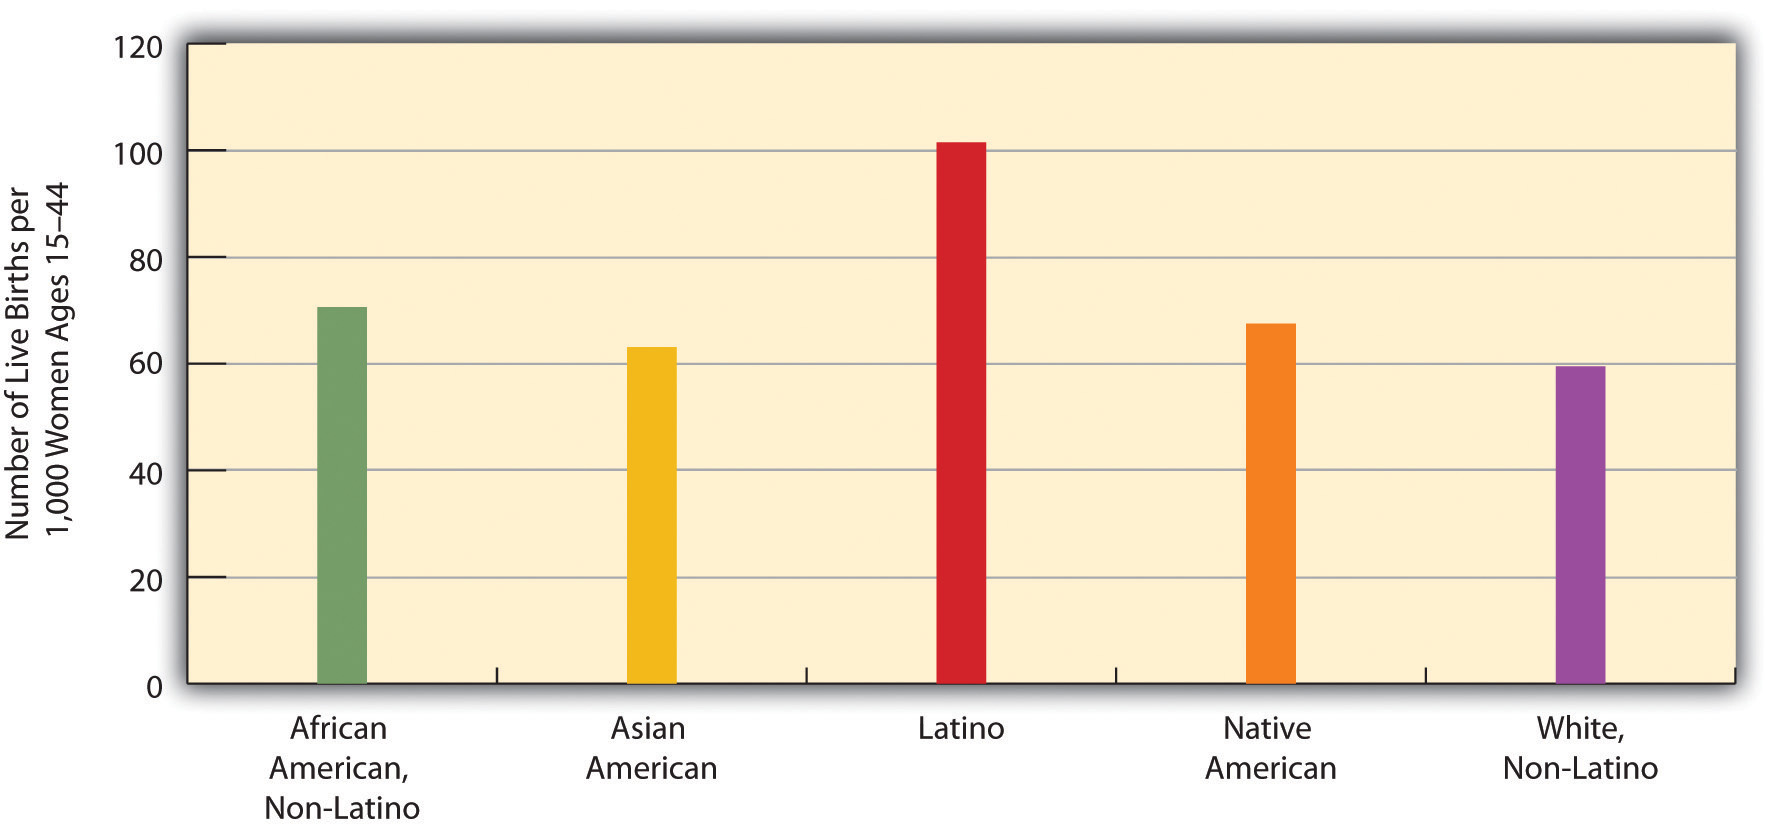 Number of Live Births per
1,000 Women Ages 15–44
120
100
80
60
40
20
0
African
American,
Non-Latino
Asian
American
Latino
Native
American
White,
Non-Latino